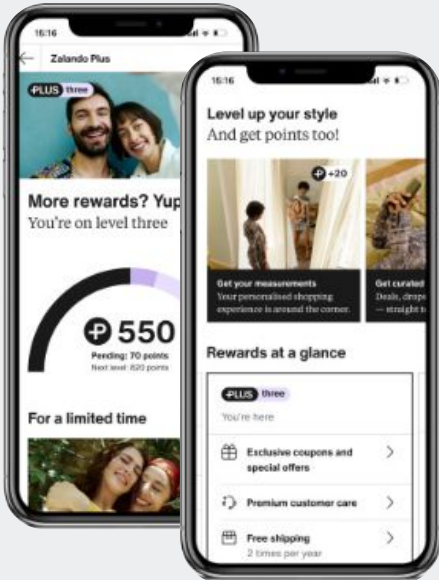 15:16
Zalando Plus
PLUS three
More rewards? Yup
You're on level three
550
Pending: 70 points
Next level: 820 points
For a limited time
15:16
Level up your style
And get points too!
+20
Get your measurements
Your personalised shopping
experience is around the corner.
Get curated
Deals, drops
— straight to
Rewards at a glance
PLUS three
You're here
Exclusive coupons and
special offers
Premium customer care
Free shipping
2 times per year